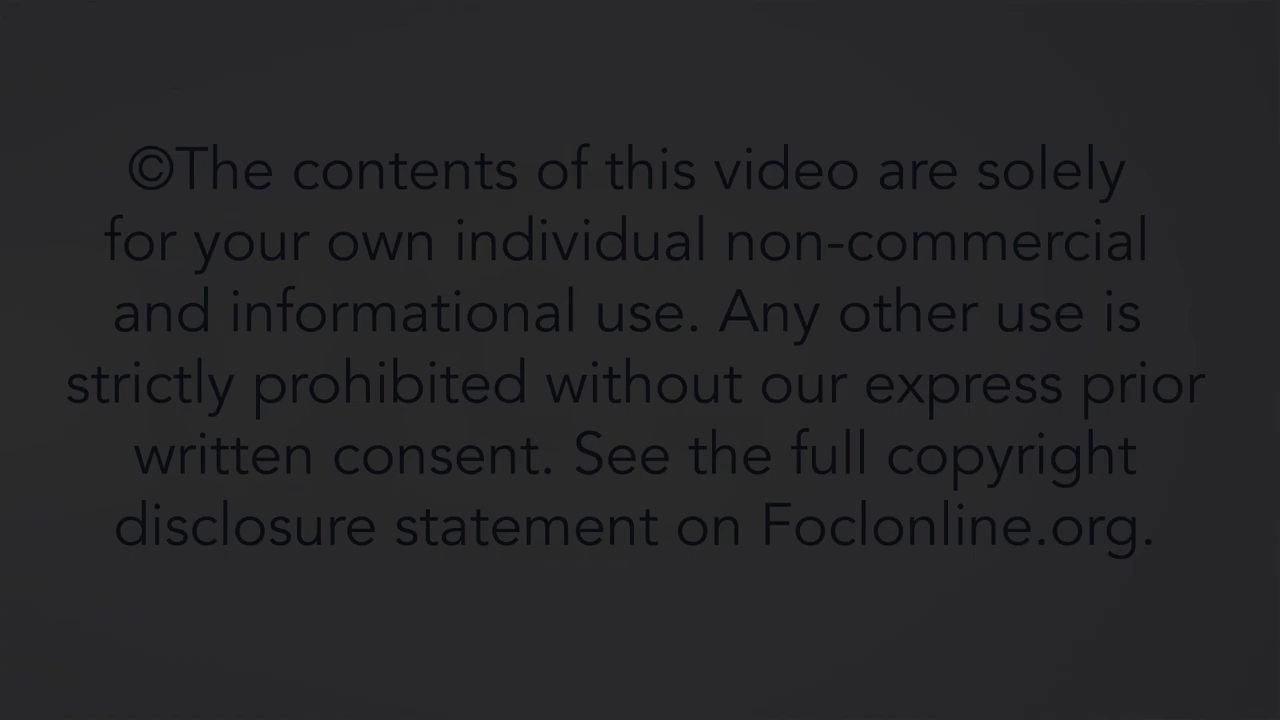 ©The contents of this video are solely
for your own individual non-commercial
and informational use. Any other use is
strictly prohibited without our express prior
written consent. See the full copyright
disclosure statement on Foclonline.org.